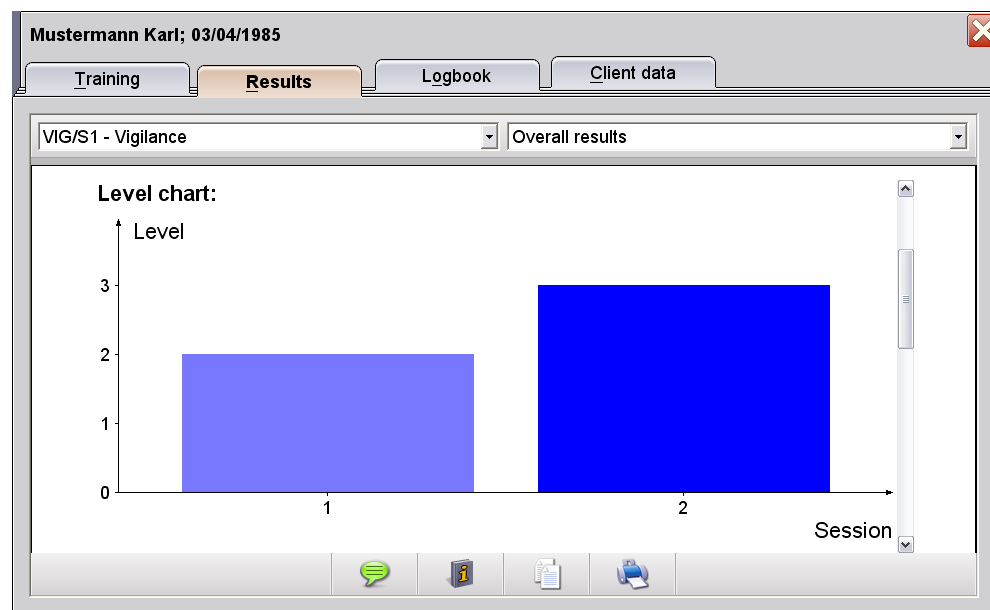 Mustermann Karl; 03/04/1985
Training
Results
Logbook
Client data
VIG/S1 - Vigilance
Overall results
Level chart:
Level
3
2
1
0
1
2
Session